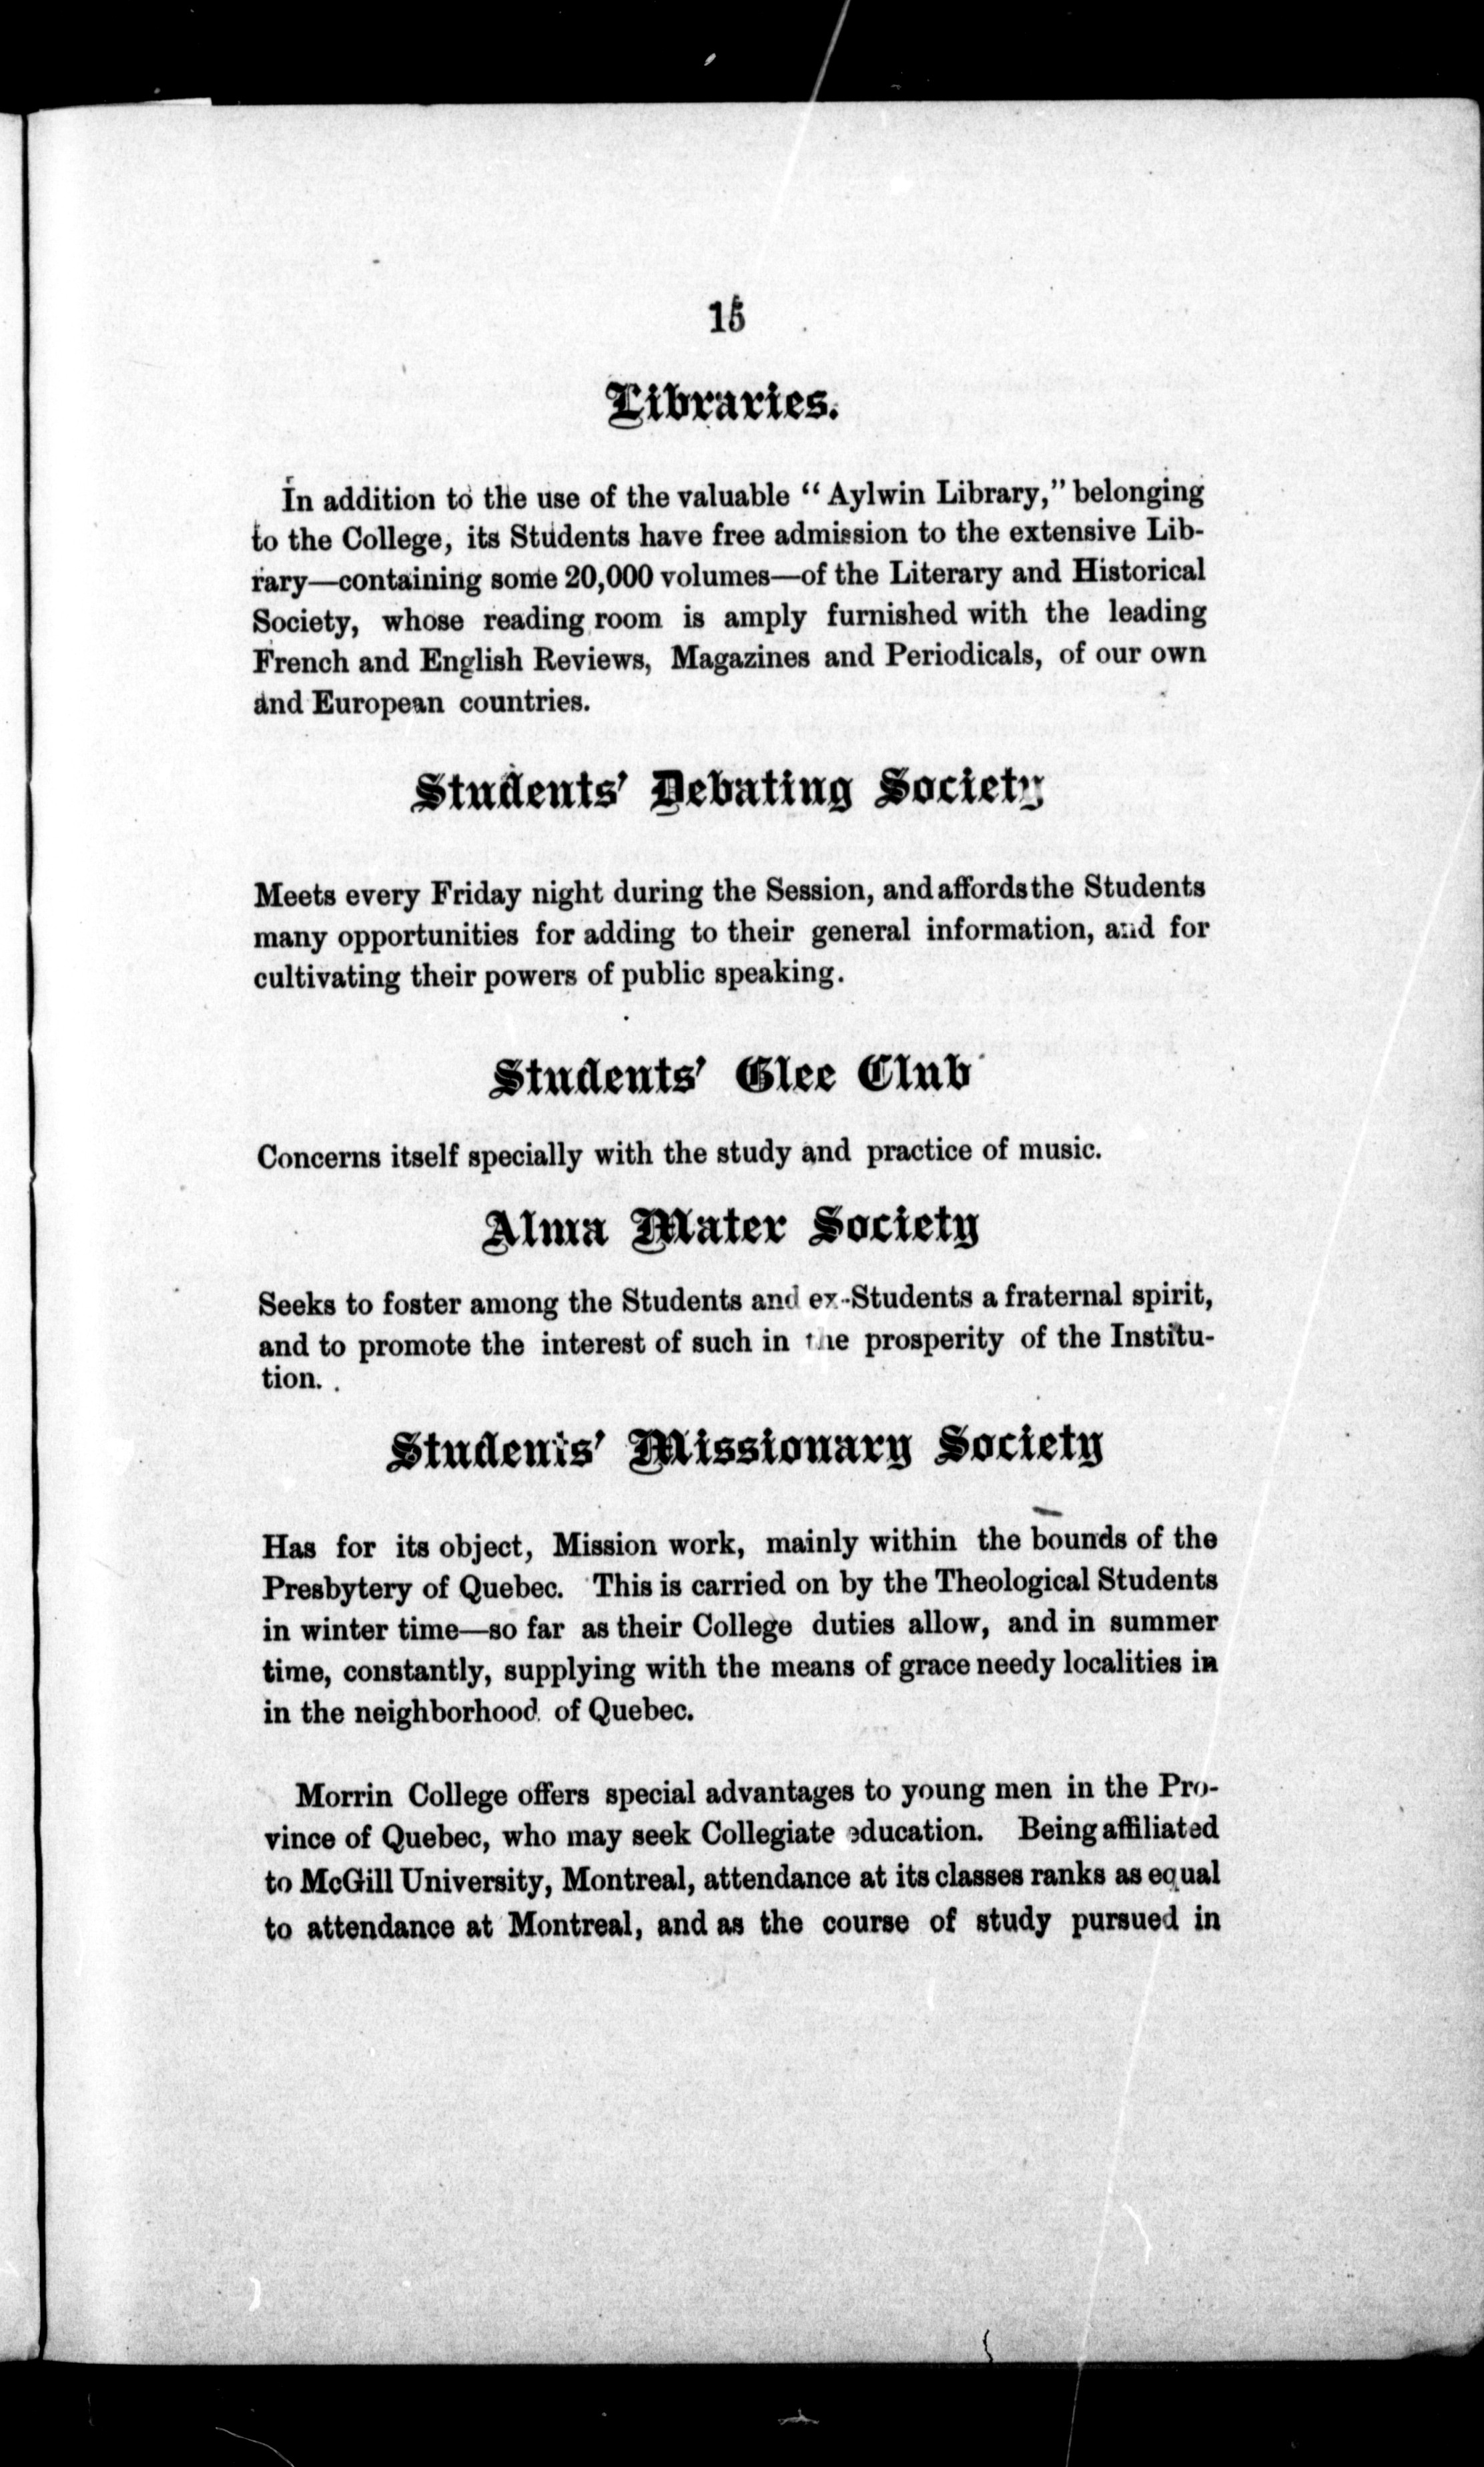 15
Libraries.
In addition to the use of the valuable “ Aylwin Library,” belonging
to the College, its Students have free admission to the extensive Lib-
rary—containing some 20,000 volumes—of the Literary and Historical
Society, whose reading room is amply furnished with the leading
French and English Reviews, Magazines and Periodicals, of our own
and European countries.
Students’ Debating Society
Meets every Friday night during the Session, and affords the Students
many opportunities for adding to their general information, and for
cultivating their powers of public speaking.
Students’ Glee Club
Concerns itself specially with the study and practice of music.
Alma Mater Society
Seeks to foster among the Students and ex-Students a fraternal spirit,
and to promote the interest of such in the prosperity of the Institu-
tion.
Students’ Missionary Society
Has for its object, Mission work, mainly within the bounds of the
Presbytery of Quebec. This is carried on by the Theological Students
in winter time—so far as their College duties allow, and in summer
time, constantly, supplying with the means of grace needy localities in
in the neighborhood of Quebec.
Morrin College offers special advantages to young men in the Pro-
vince of Quebec, who may seek Collegiate education. Being affiliated
to McGill University, Montreal, attendance at its classes ranks as equal
to attendance at Montreal, and as the course of study pursued in